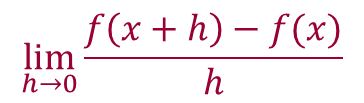 lim h→0 f(x + h) − f(x) / h